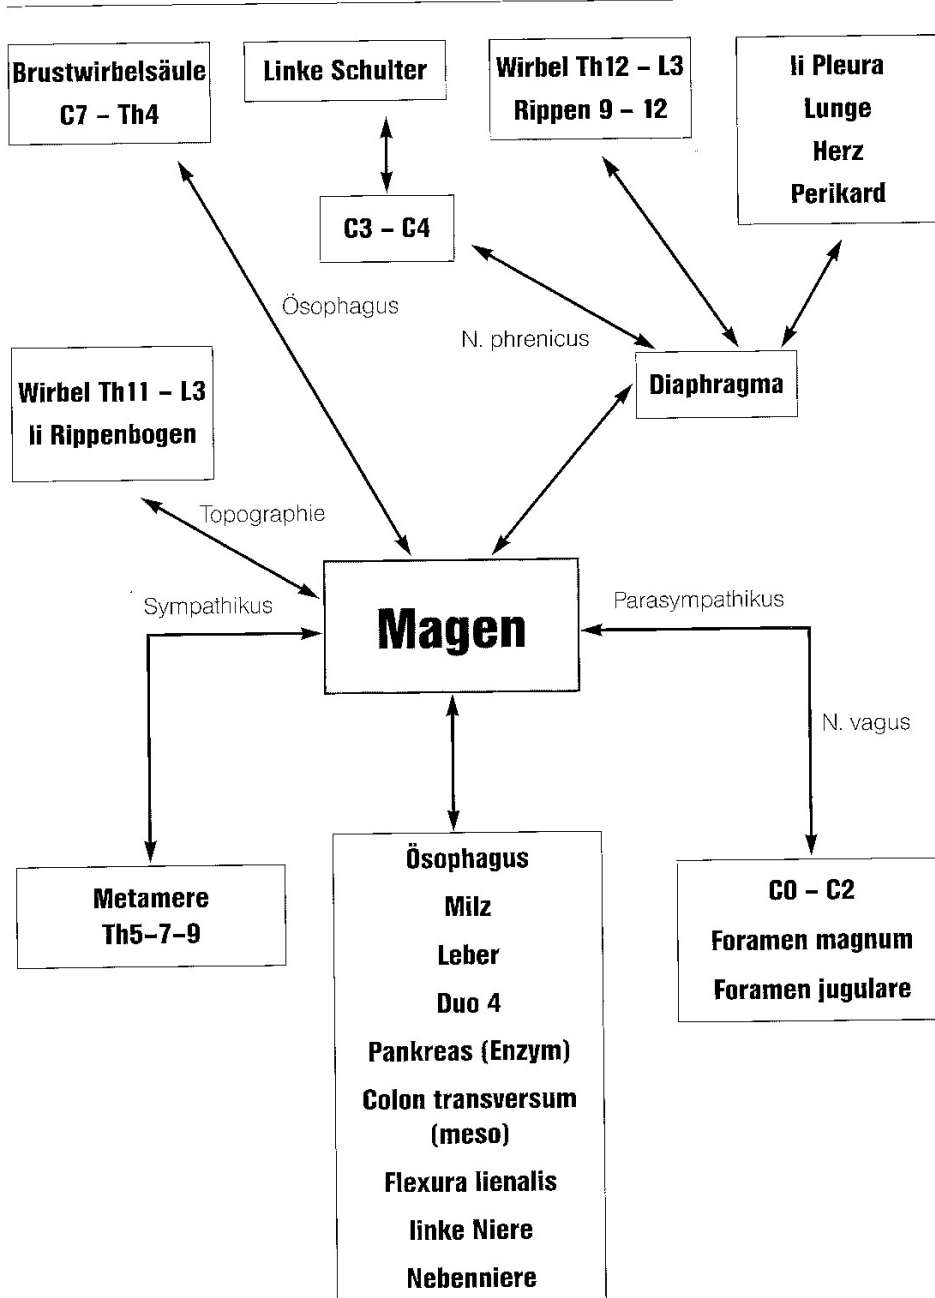 Brustwirbelsäule
C7 – Th4
Linke Schulter
Wirbel Th12 – L3
Rippen 9 – 12
li Pleura
Lunge
Herz
Perikard
C3 – C4
Ösophagus
N. phrenicus
Diaphragma
Wirbel Th11 – L3
li Rippenbogen
Topographie
Sympathikus
Magen
Parasympathikus
N. vagus
Metamere
Th5–7–9
Ösophagus
Milz
Leber
Duo 4
Pankreas (Enzym)
Colon transversum
(meso)
Flexura lienalis
linke Niere
Nebenniere
C0 – C2
Foramen magnum
Foramen jugulare